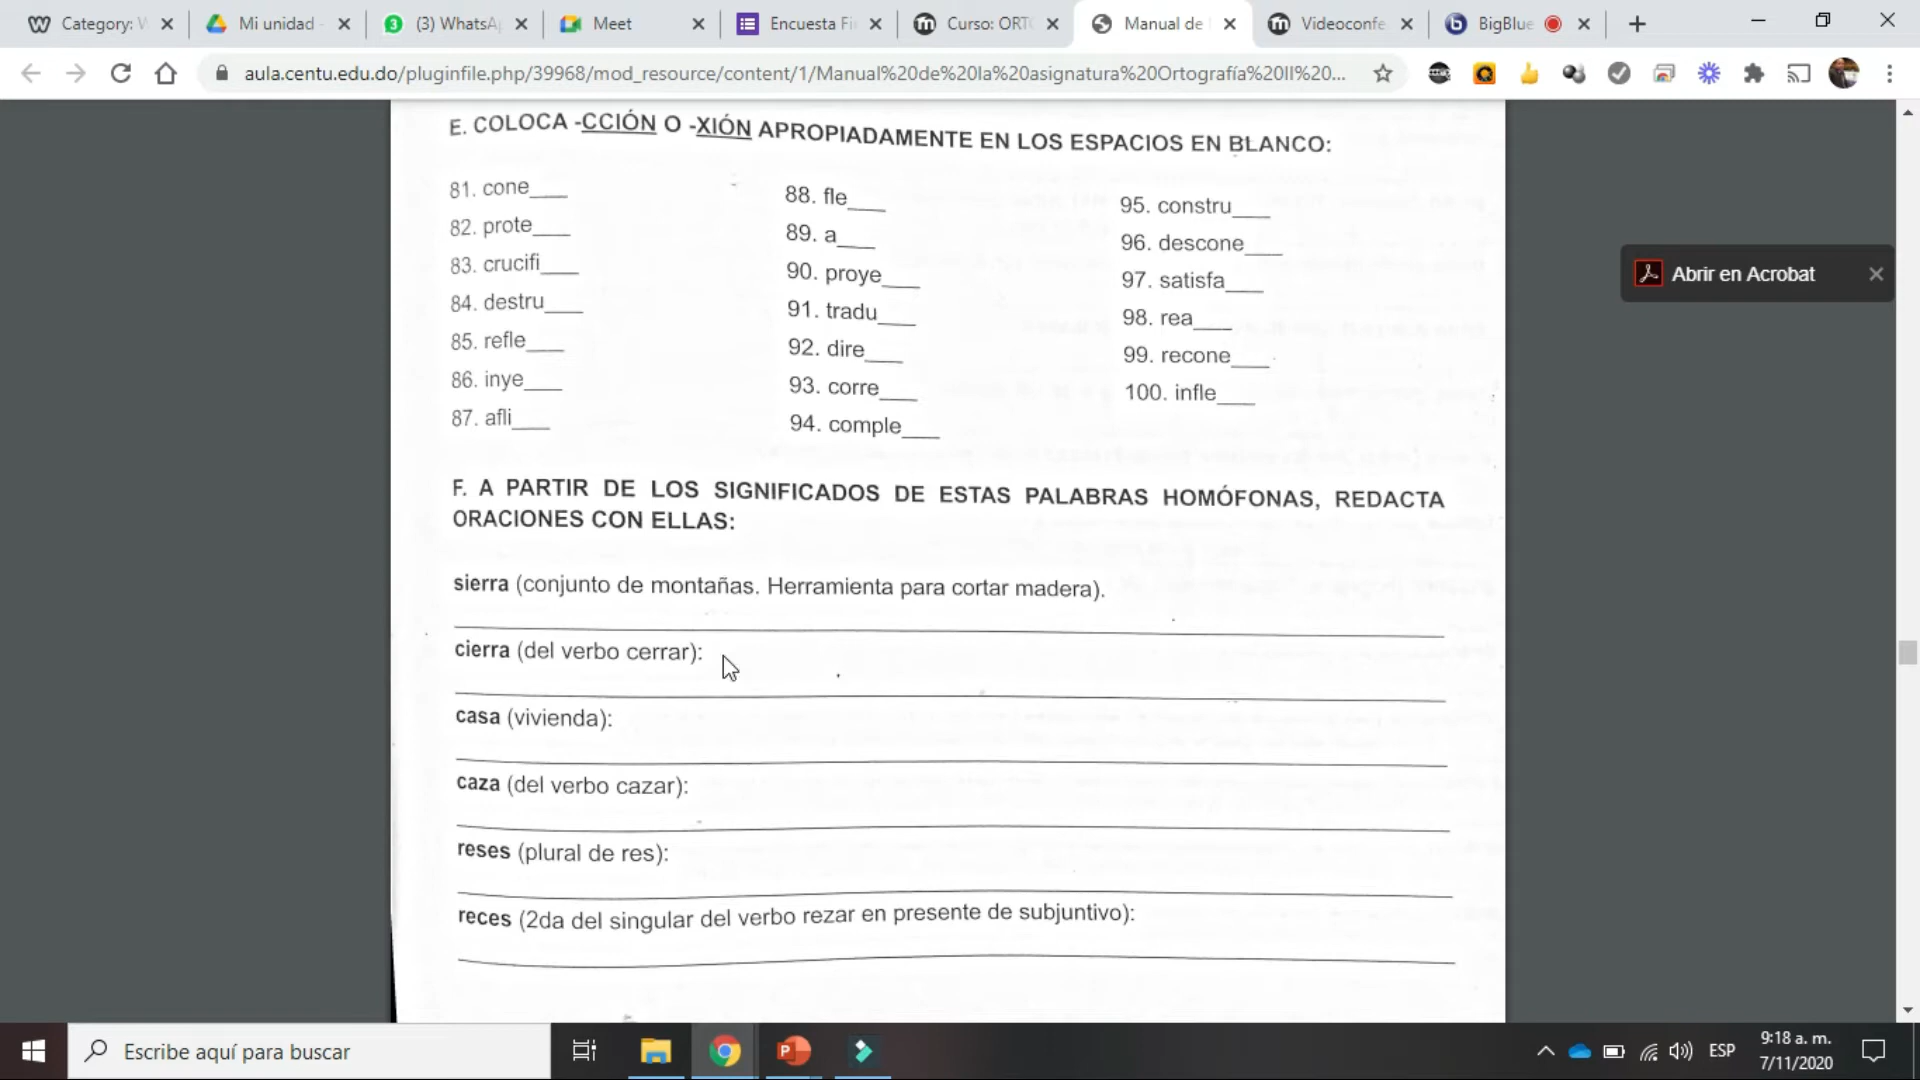 Category: W
Mi unidad -
(3) WhatsA
Meet
Encuesta Fi
Curso: ORT
Manual de
Videoconfe
BigBlue
aula.centu.edu.do/pluginfile.php/39968/mod_resource/content/1/Manual%20de%20la%20asignatura%20Ortografía%20II%20...
E. COLOCA -CCIÓN O -XIÓN APROPIADAMENTE EN LOS ESPACIOS EN BLANCO:
81. cone___
82. prote___
83. crucifi___
84. destru___
85. refle___
86. inye___
87. afli___
88. fle___
89. a___
90. proye___
91. tradu___
92. dire___
93. corre___
94. comple___
95. constru___
96. descone___
97. satisfa___
98. rea___
99. recone___
100. infle___
Abrir en Acrobat
F. A PARTIR DE LOS SIGNIFICADOS DE ESTAS PALABRAS HOMÓFONAS, REDACTA
ORACIONES CON ELLAS:
sierra (conjunto de montañas. Herramienta para cortar madera).
cierra (del verbo cerrar):
casa (vivienda):
caza (del verbo cazar):
reses (plural de res):
reces (2da del singular del verbo rezar en presente de subjuntivo):
Escribe aquí para buscar
ESP
9:18 a. m.
7/11/2020